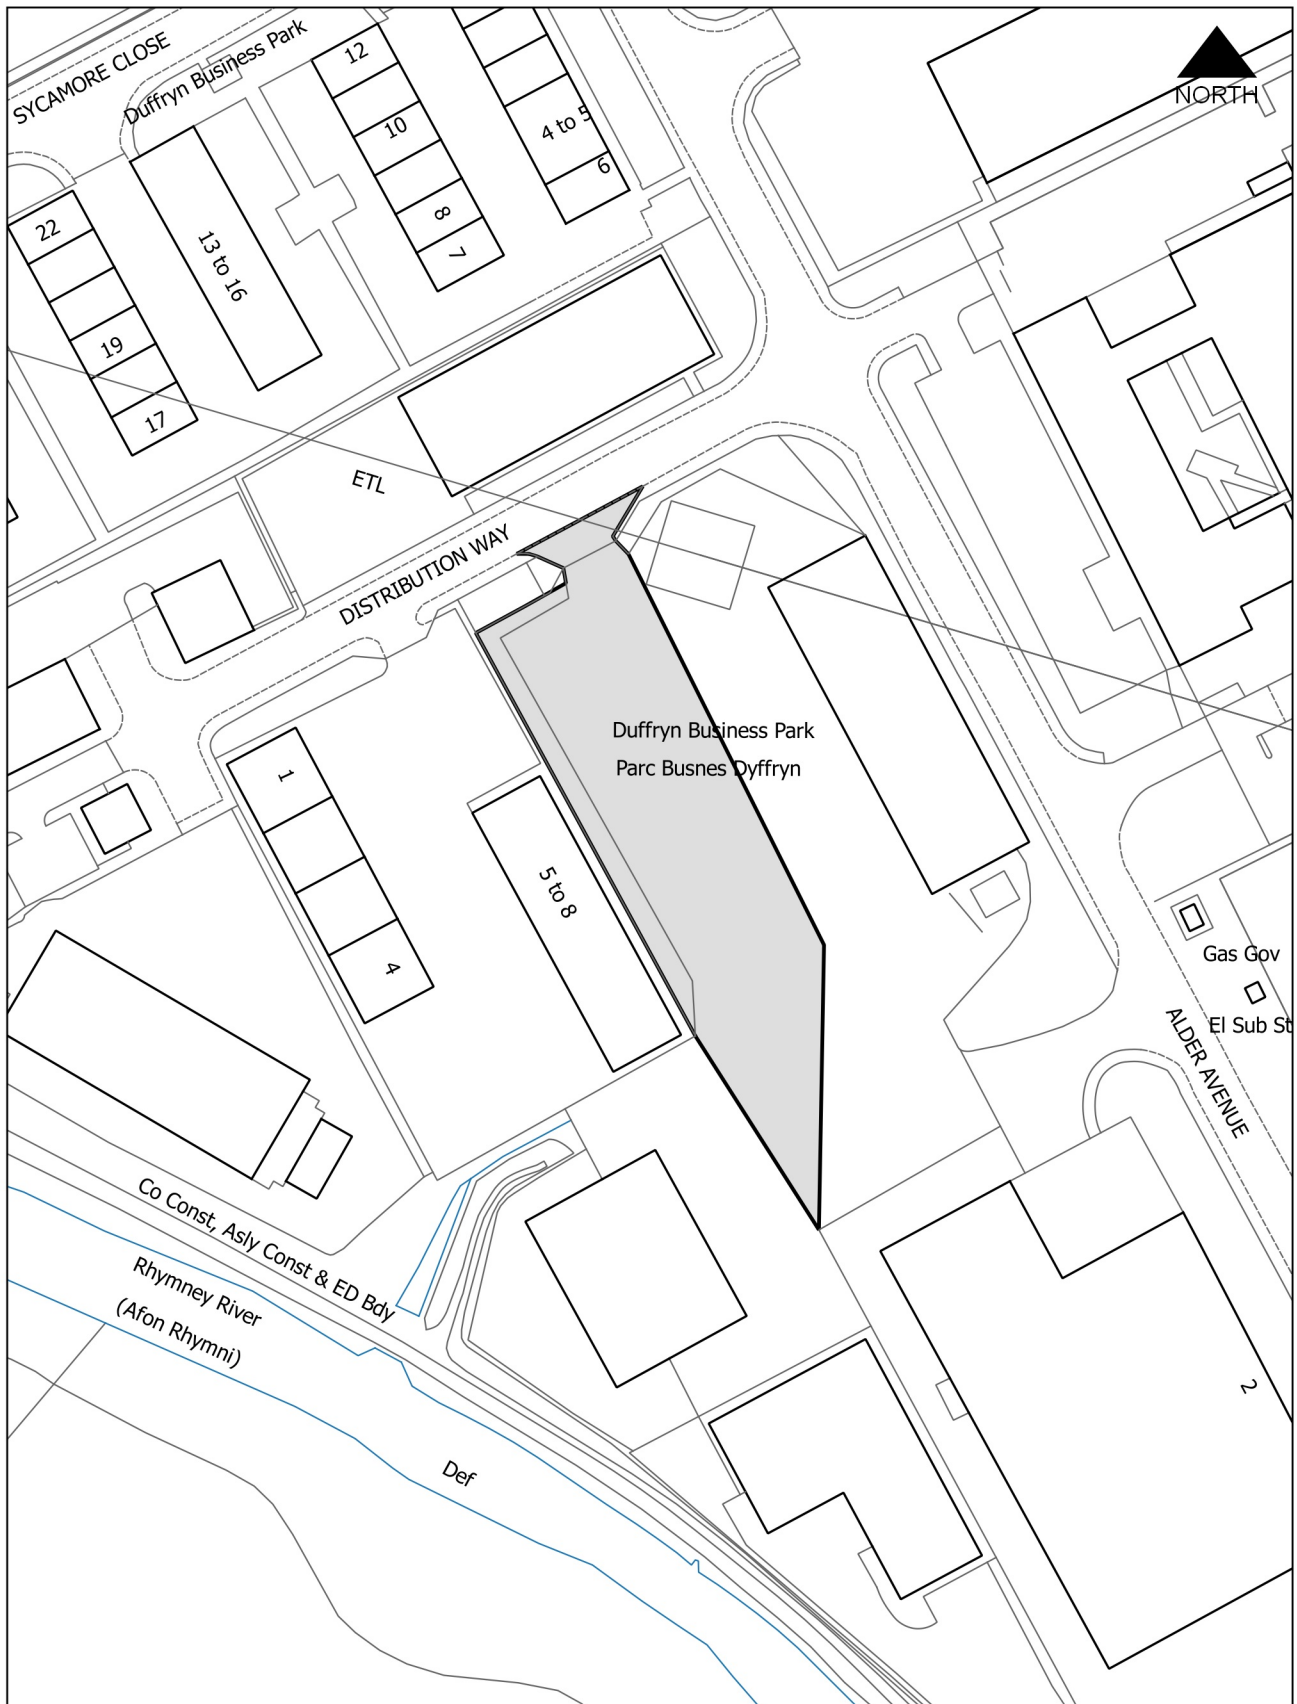 SYCAMORE CLOSE
Duffryn Business Park
12
10
8
7
4 to 5
6
NORTH
22
19
17
13 to 16
ETL
DISTRIBUTION WAY
Duffryn Business Park
Parc Busnes Dyffryn
1
4
5 to 8
Gas Gov
El Sub St
ALDER AVENUE
Co Const, Asly Const & ED Bdy
Rhymney River
(Afon Rhymni)
Def
2